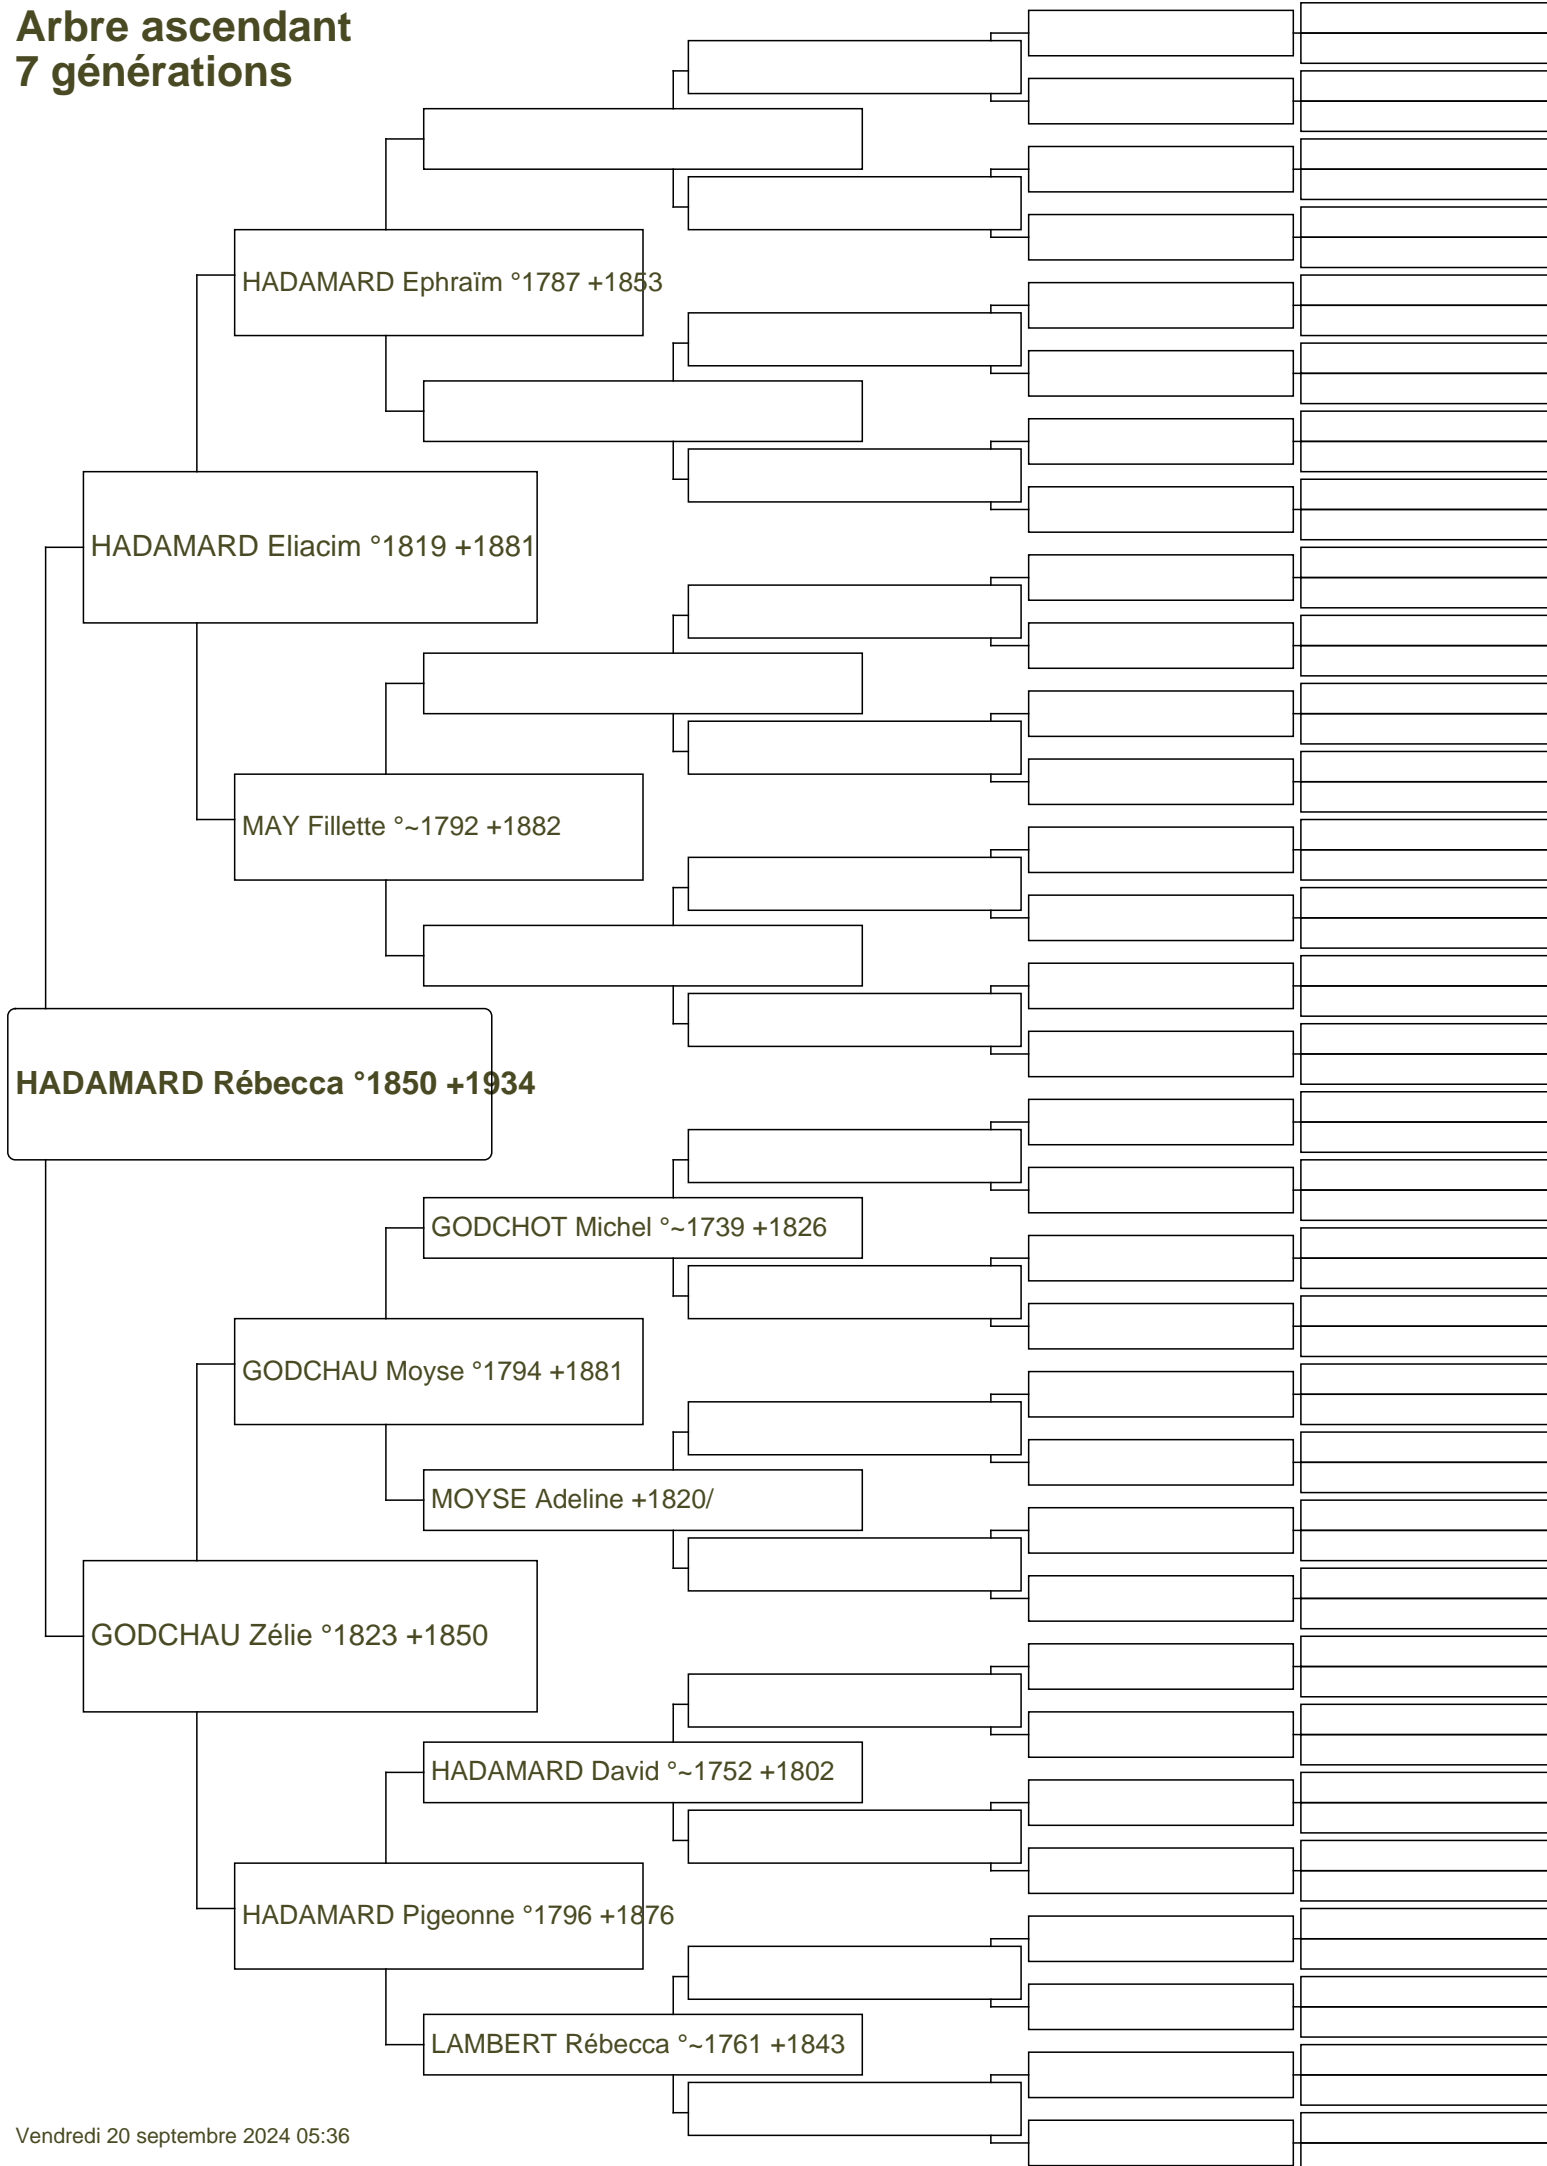 Arbre ascendant
7 générations
HADAMARD Ephraïm °1787 +1853
HADAMARD Eliacim °1819 +1881
MAY Fillette °~1792 +1882
HADAMARD Rébecca °1850 +1934
GODCHOT Michel °~1739 +1826
GODCHAU Moyse °1794 +1881
MOYSE Adeline +1820/
GODCHAU Zélie °1823 +1850
HADAMARD David °~1752 +1802
HADAMARD Pigeonne °1796 +1876
LAMBERT Rébecca °~1761 +1843
Vendredi 20 septembre 2024 05:36